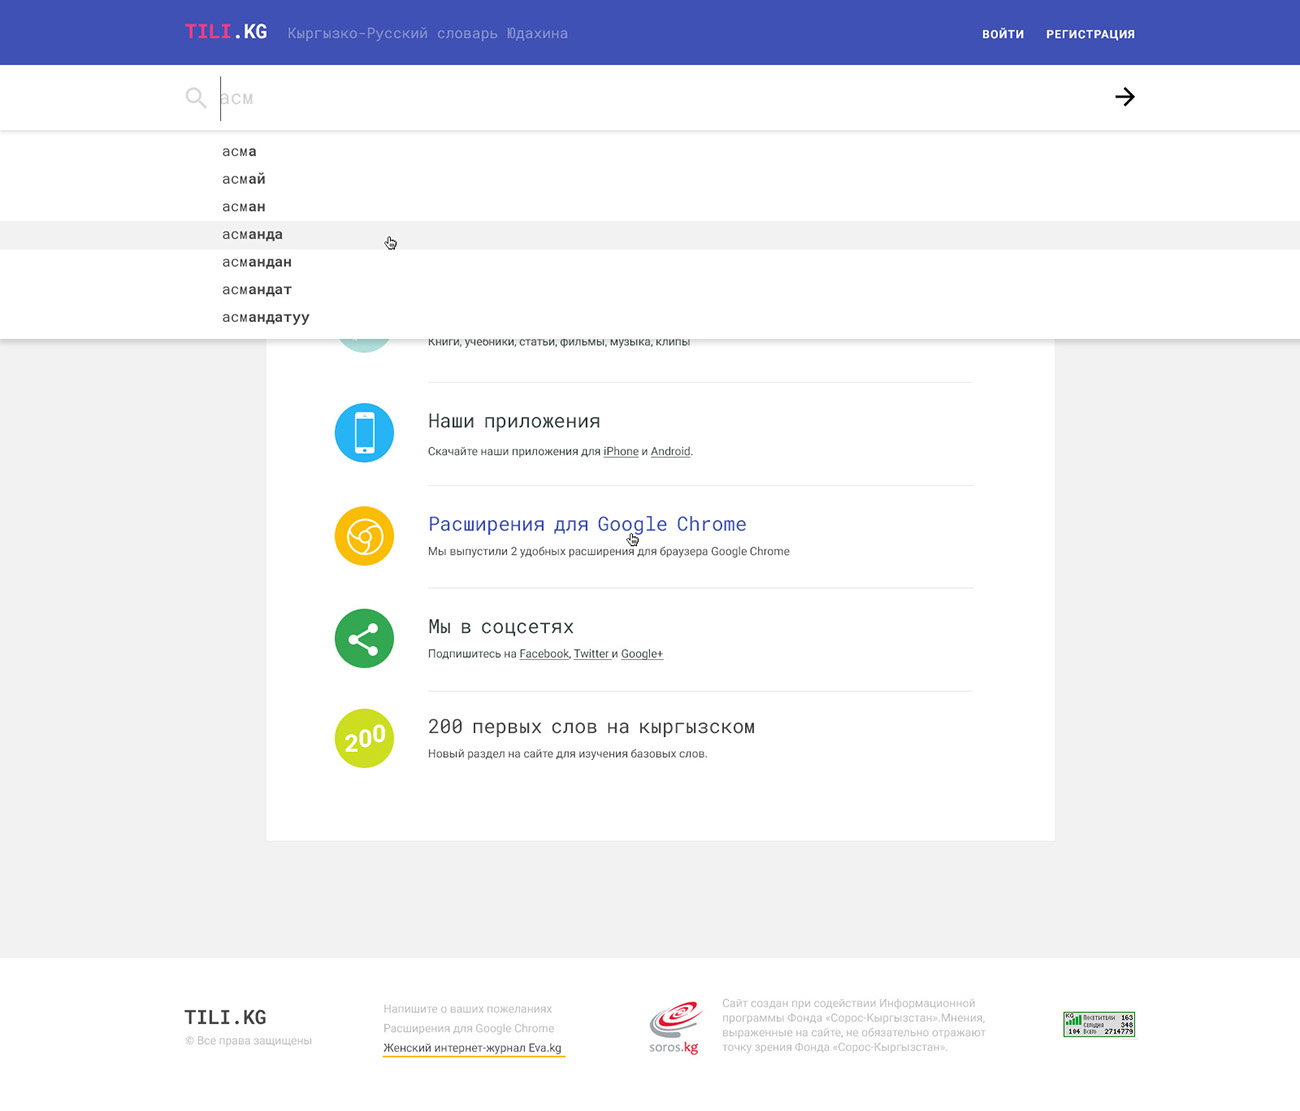 TILI.KG Кыргызко-Русский словарь Юдахина ВОЙТИ РЕГИСТРАЦИЯ
асм
асма
асмай
асман
асманда
асмандан
асмандат
асмандатуу
Книги, учебники, статьи, фильмы, музыка, клипы
Наши приложения
Скачайте наши приложения для iPhone и Android.
Расширения для Google Chrome
Мы выпустили 2 удобных расширения для браузера Google Chrome
Мы в соцсетях
Подпишитесь на Facebook, Twitter и Google+
200
200 первых слов на кыргызском
Новый раздел на сайте для изучения базовых слов.
TILI.KG
© Все права защищены
Напишите о ваших пожеланиях
Расширения для Google Chrome
Женский интернет-журнал Eva.kg
soros.kg
Сайт создан при содействии Информационной
программы Фонда «Сорос-Кыргызстан».Мнения,
выраженные на сайте, не обязательно отражают
точку зрения Фонда «Сорос-Кыргызстан».
KG Посетители 163
Сегодня 348
104 Всего 2714779